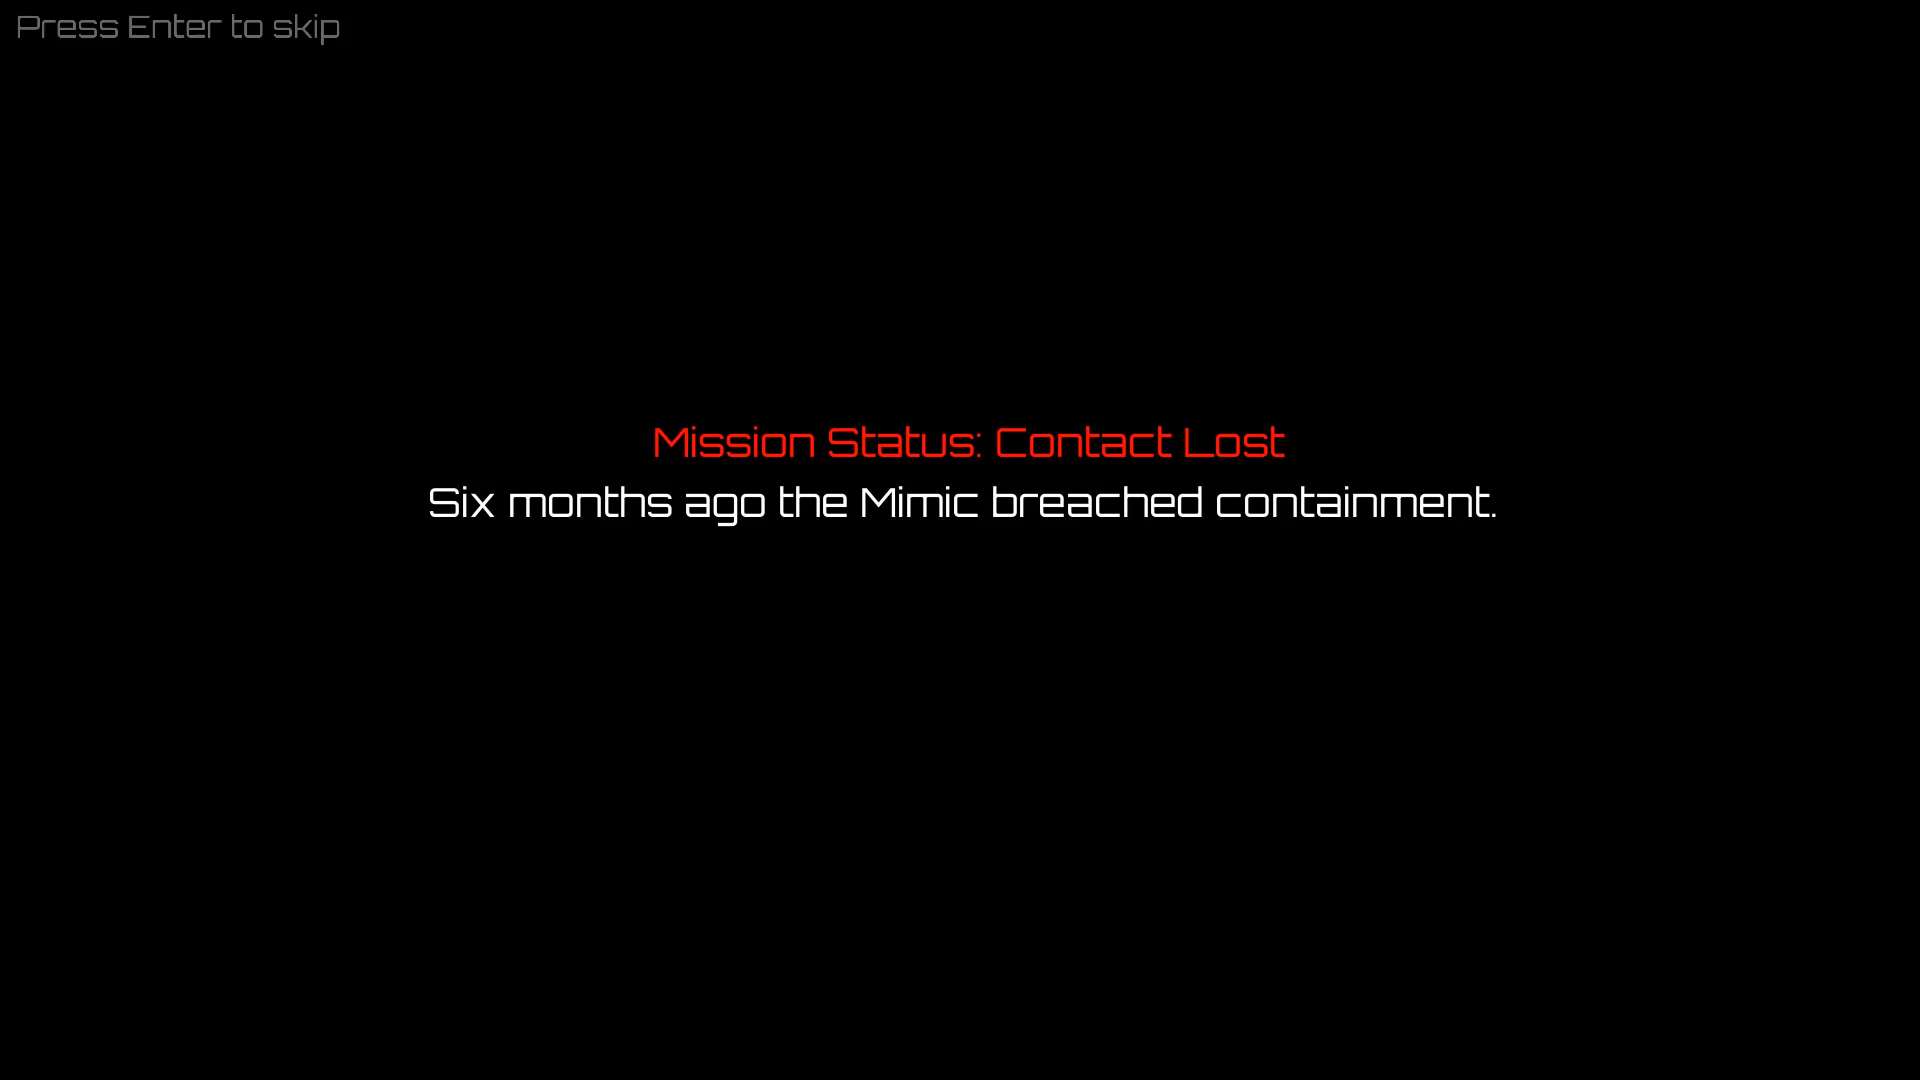 Press Enter to skip
Mission Status: Contact Lost
Six months ago the Mimic breached containment.